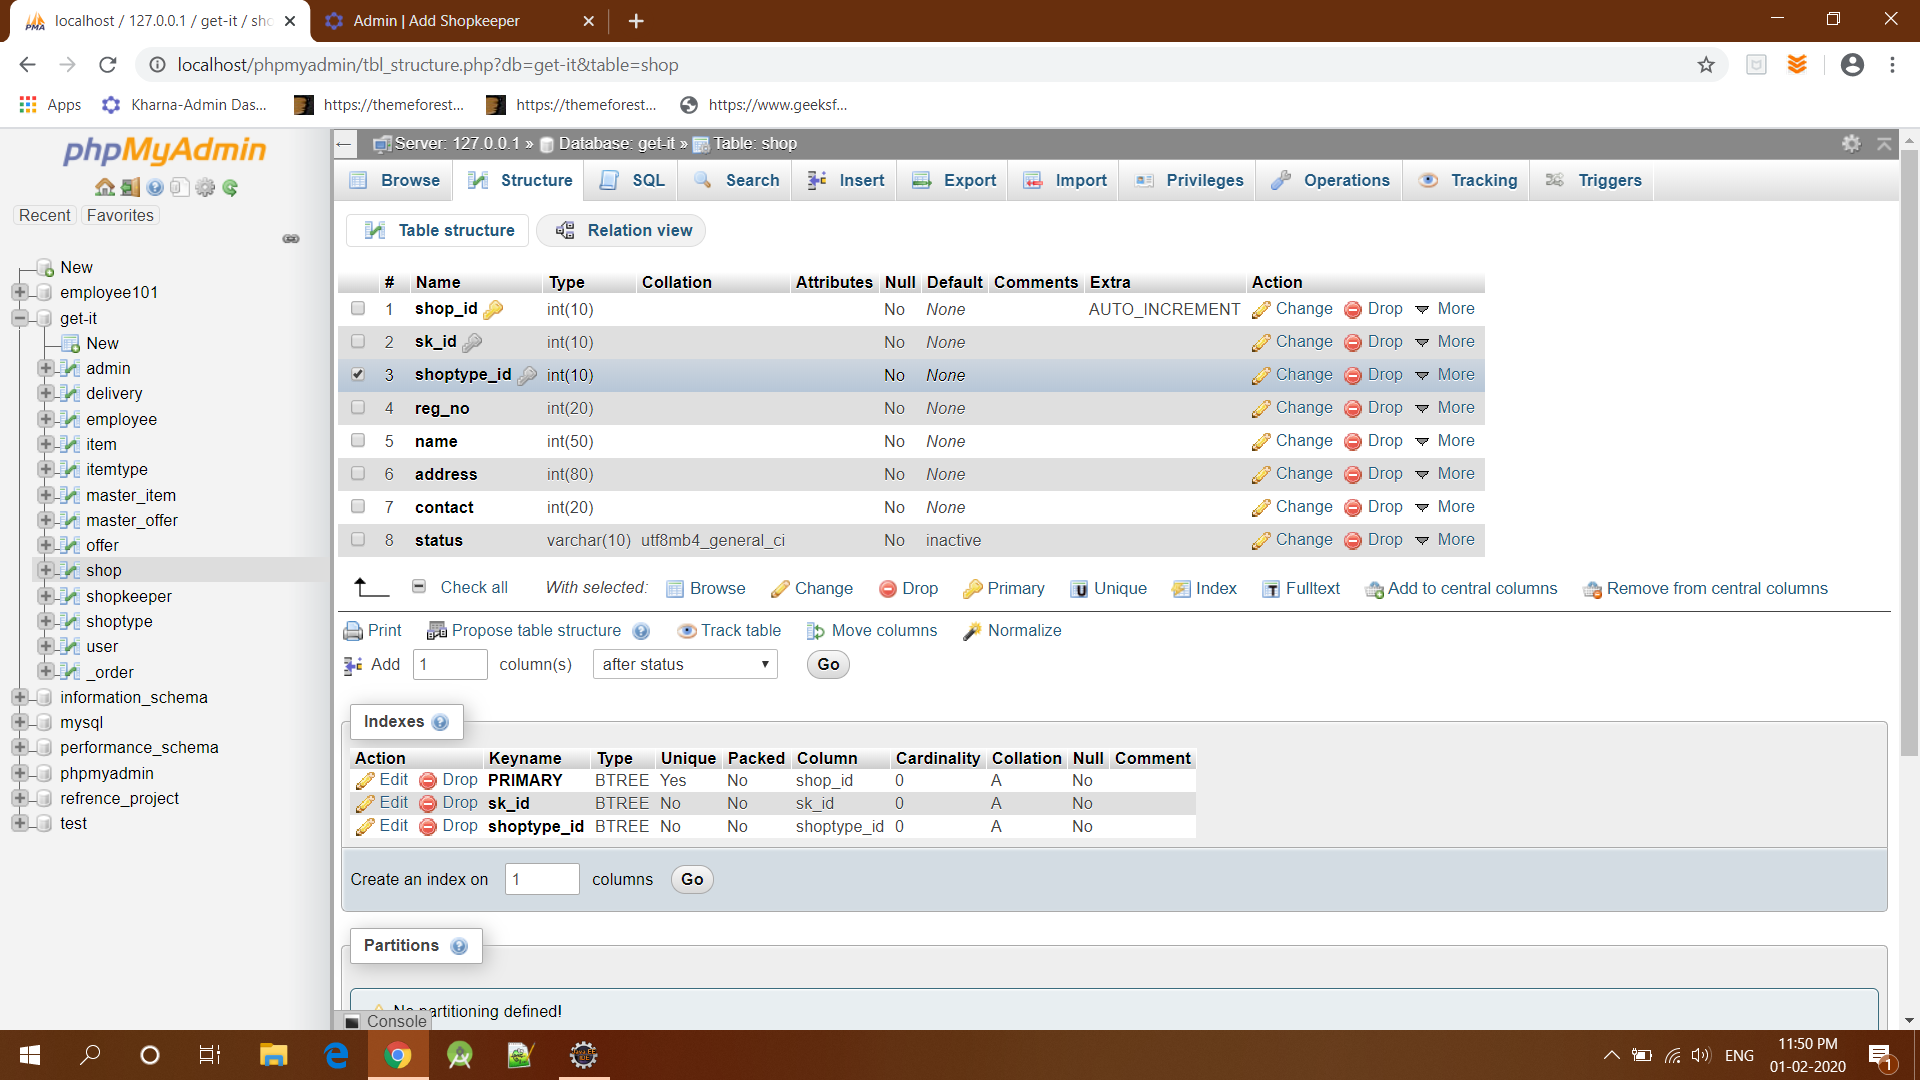 localhost / 127.0.0.1 / get-it / sho
Admin | Add Shopkeeper
localhost/phpmyadmin/tbl_structure.php?db=get-it&table=shop
Apps Kharna-Admin Das... https://themeforest... https://themeforest... https://www.geeksf...
phpMyAdmin
Recent Favorites
New
employee101
get-it
New
admin
delivery
employee
item
itemtype
master_item
master_offer
offer
shop
shopkeeper
shoptype
user
_order
information_schema
mysql
performance_schema
phpmyadmin
refrence_project
test
Server: 127.0.0.1 » Database: get-it » Table: shop
Browse Structure SQL Search Insert Export Import Privileges Operations Tracking Triggers
Table structure Relation view
# Name Type Collation Attributes Null Default Comments Extra Action
1 shop_id int(10) No None AUTO_INCREMENT Change Drop More
2 sk_id int(10) No None Change Drop More
3 shoptype_id int(10) No None Change Drop More
4 reg_no int(20) No None Change Drop More
5 name int(50) No None Change Drop More
6 address int(80) No None Change Drop More
7 contact int(20) No None Change Drop More
8 status varchar(10) utf8mb4_general_ci No inactive Change Drop More
Check all With selected: Browse Change Drop Primary Unique Index Fulltext Add to central columns Remove from central columns
Print Propose table structure Track table Move columns Normalize
Add 1 column(s) after status Go
Indexes
Action Keyname Type Unique Packed Column Cardinality Collation Null Comment
Edit Drop PRIMARY BTREE Yes No shop_id 0 A No
Edit Drop sk_id BTREE No No sk_id 0 A No
Edit Drop shoptype_id BTREE No No shoptype_id 0 A No
Create an index on 1 columns Go
Partitions
No partitioning defined!
Console
ENG
11:50 PM
01-02-2020
1